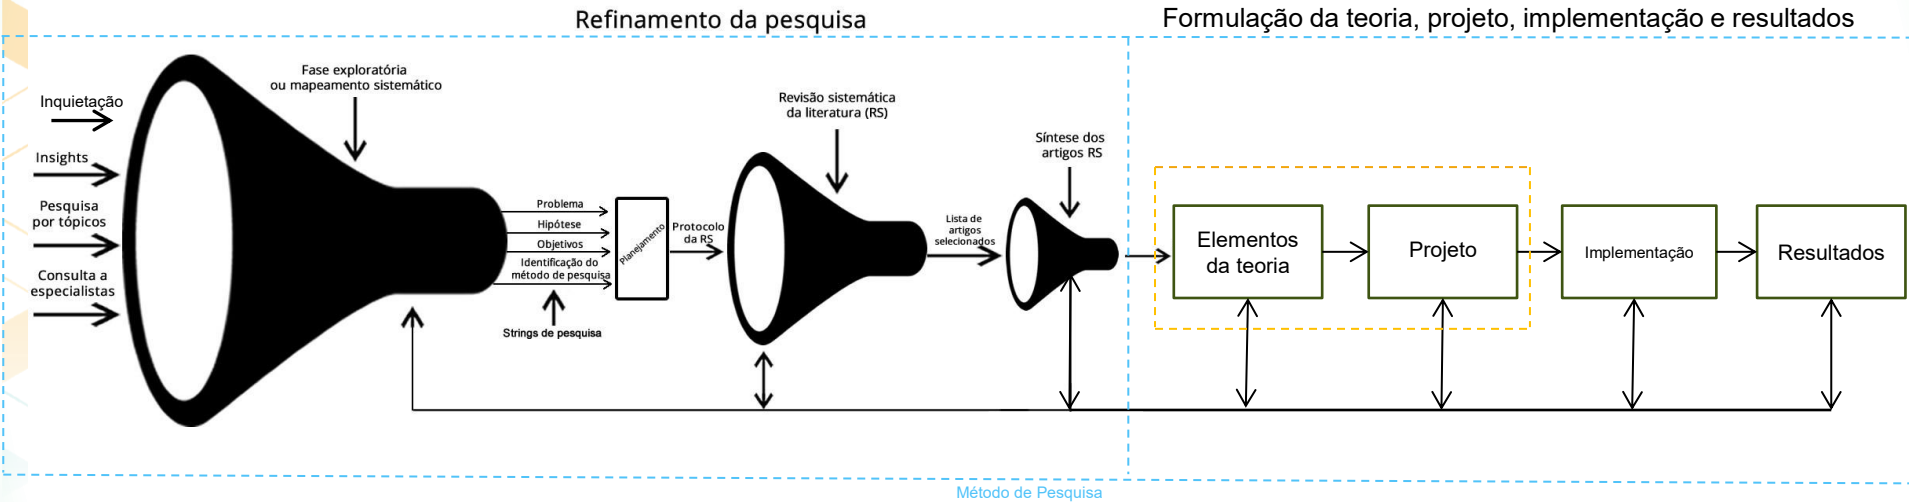 Refinamento da pesquisa
Formulação da teoria, projeto, implementação e resultados
Inquietação
Insights
Pesquisa
por tópicos
Consulta a
especialistas
Fase exploratória
ou mapeamento sistemático
Problema
Hipótese
Objetivos
Identificação do
método de pesquisa
Strings de pesquisa
Planejamento
Protocolo
da RS
Revisão sistemática
da literatura (RS)
Lista de
artigos
selecionados
Síntese dos
artigos RS
Elementos
da teoria
Projeto
Implementação
Resultados
Método de Pesquisa